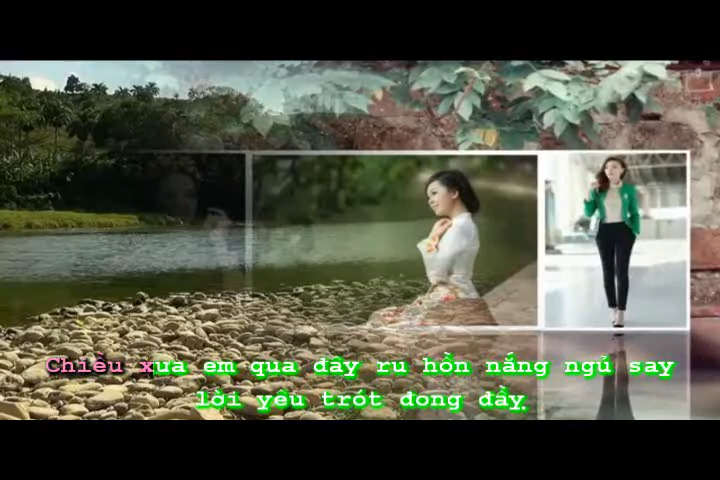 Chiều xưa em qua đây ru hồn nắng ngủ say
lời yêu trót đong đầy